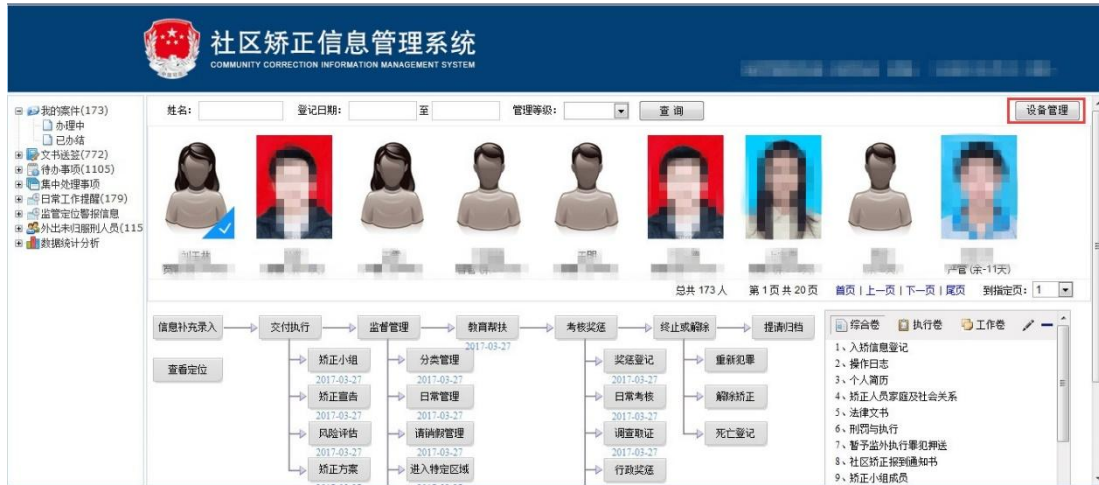 社区矫正信息管理系统
COMMUNITY CORRECTION INFORMATION MANAGEMENT SYSTEM
姓名: 登记日期: 至 管理等级: 查 询 设备管理
我的案件(173)
办理中
已办结
文书送签(772)
待办事项(1105)
集中处理事项
日常工作提醒(179)
监管定位警报信息
外出未归服刑人员(115
数据统计分析
严管(余-11天)
总共 173 人 第 1 页 共 20 页 首页 | 上一页 | 下一页 | 尾页 到指定页: 1
信息补充录入 交付执行 监督管理 教育帮扶 考核奖惩 终止或解除 提请归档
2017-03-27
查看定位 矫正小组 分类管理 奖惩登记 重新犯罪
2017-03-27 2017-03-27 2017-03-27
矫正宣告 日常管理 日常考核 解除矫正
2017-03-27 2017-03-27 2017-03-27
风险评估 请销假管理 调查取证 死亡登记
2017-03-27 2017-03-27 2017-03-27
矫正方案 进入特定区域 行政奖惩
综合卷 执行卷 工作卷
1、入矫信息登记
2、操作日志
3、个人简历
4、矫正人员家庭及社会关系
5、法律文书
6、刑罚与执行
7、暂予监外执行罪犯押送
8、社区矫正报到通知书
9、矫正小组成员